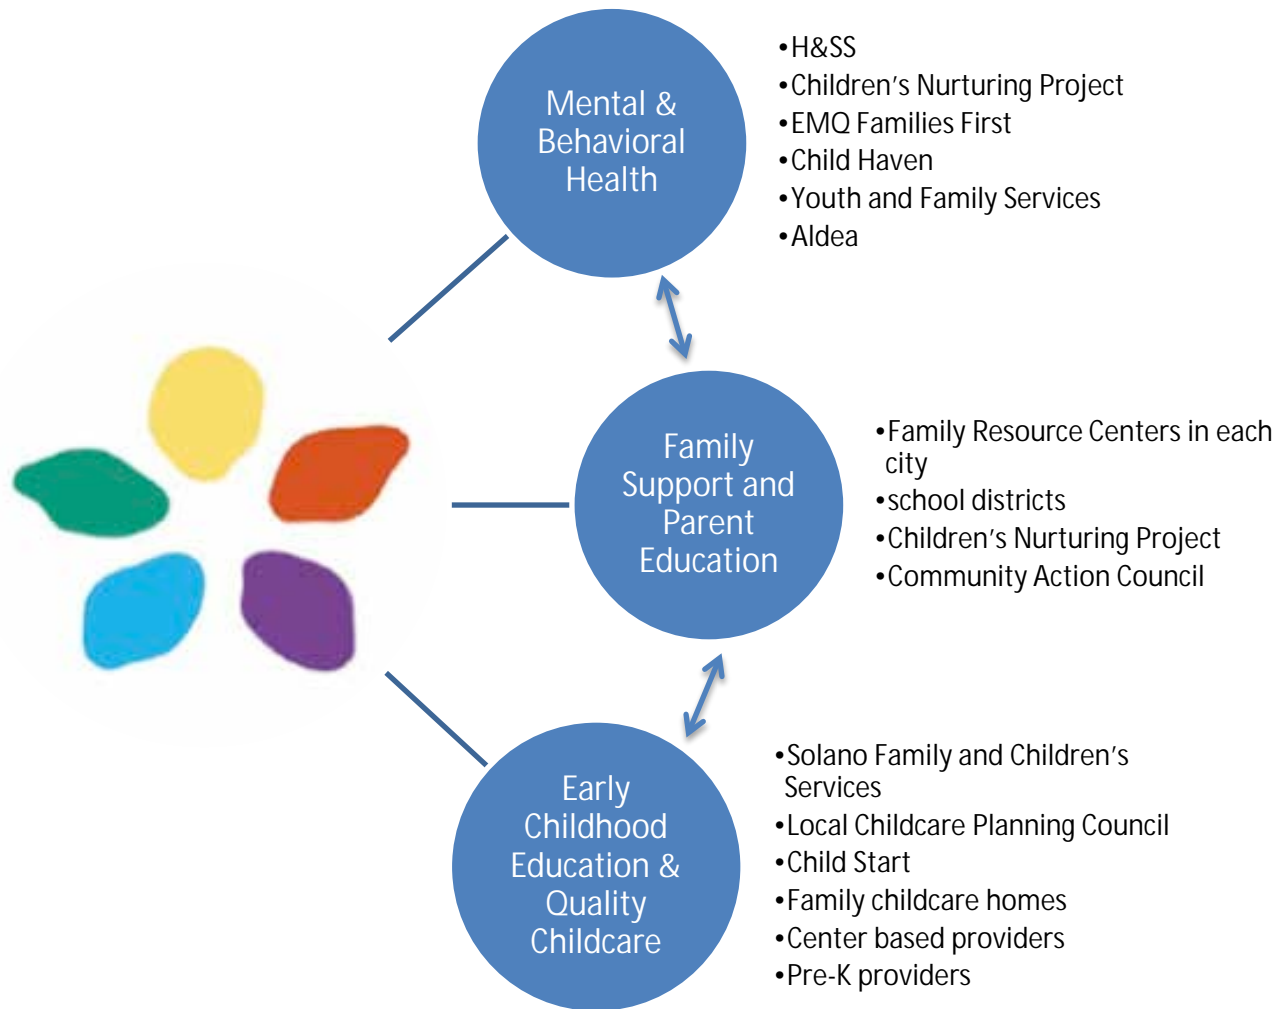 Mental &
Behavioral
Health
•H&SS
•Children's Nurturing Project
•EMQ Families First
•Child Haven
•Youth and Family Services
•Aldea
Family
Support and
Parent
Education
•Family Resource Centers in each
city
•school districts
•Children's Nurturing Project
•Community Action Council
Early
Childhood
Education &
Quality
Childcare
•Solano Family and Children's
Services
•Local Childcare Planning Council
•Child Start
•Family childcare homes
•Center based providers
•Pre-K providers